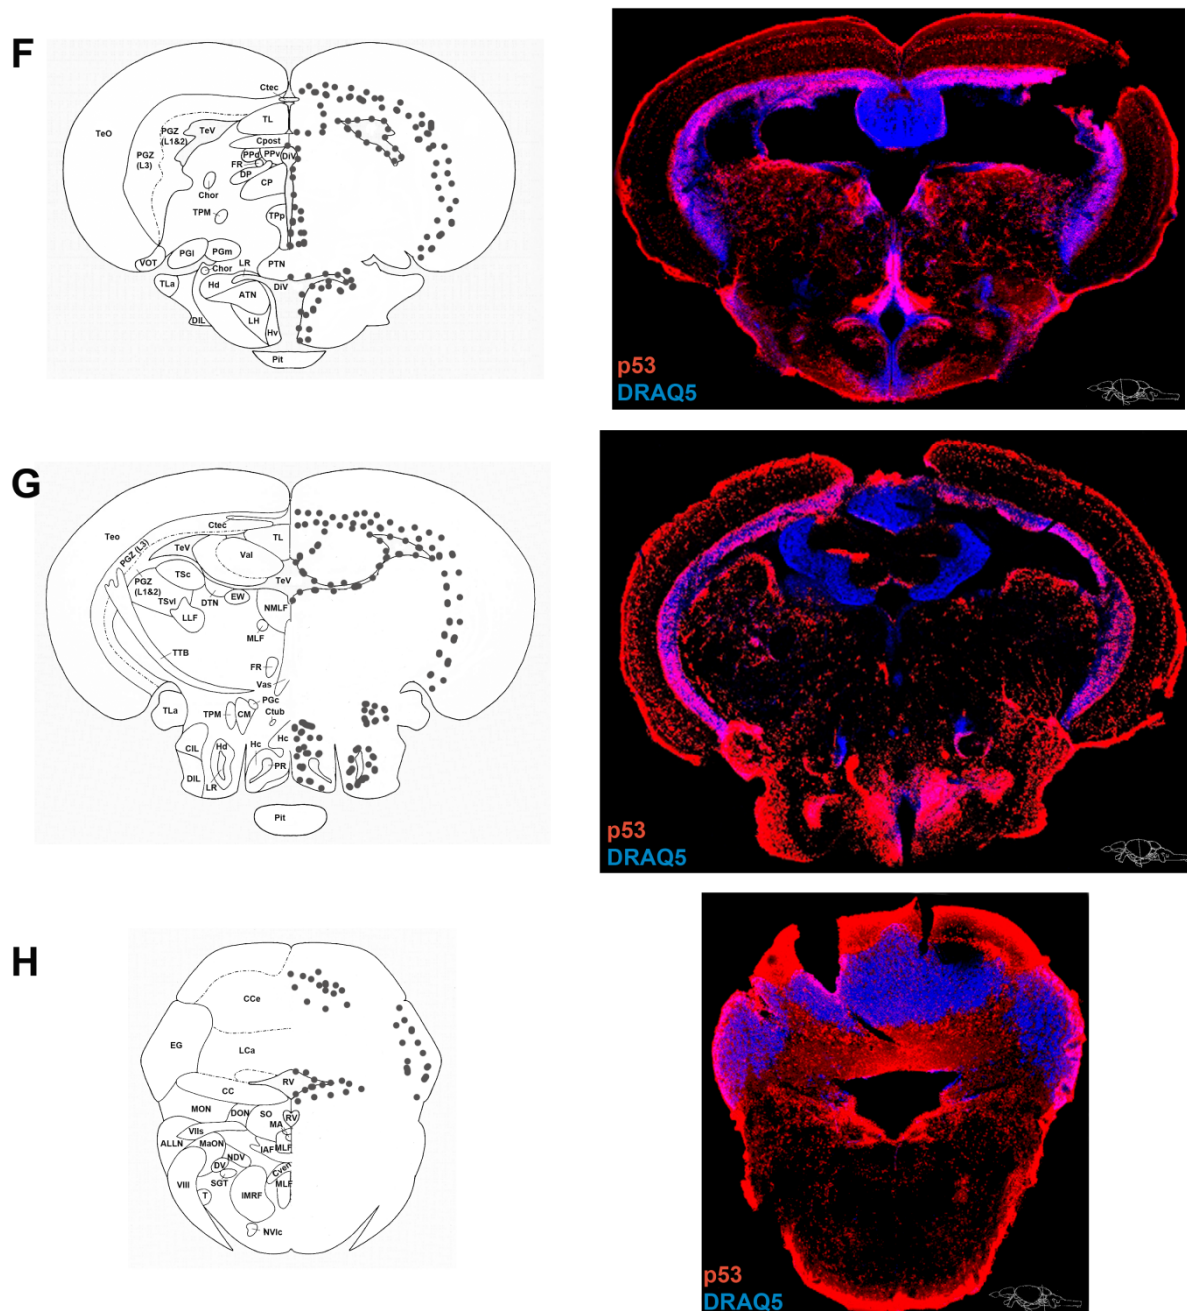 F
Ctec
TL
TeO
PGZ
(L1&2)
TeV
PGZ
(L3)
Cpost
PPd
PPv
DiV
FR
DP
CP
Chor
TPM
TPp
PGl
PGm
VOT
Chor
LR
PTN
TLa
Hd
DiV
ATN
DIL
LH
Hv
Pit
p53
DRAQ5
G
Teo
Ctec
TL
PGZ (L3)
TeV
Val
PGZ
(L1&2)
TSc
TeV
TSvl
DTN
EW
LLF
NMLF
MLF
TTB
FR
Vas
TLa
PGc
TPM
CM
Ctub
CIL
Hd
Hc
Hc
DIL
LR
PR
Pit
p53
DRAQ5
H
CCe
EG
LCa
RV
CC
MON
DON
SO
MA
RV
VIIs
ALLN
MaON
IAF
MLF
NDV
DV
Cven
VIII
SGT
MLF
T
IMRF
NVIc
p53
DRAQ5